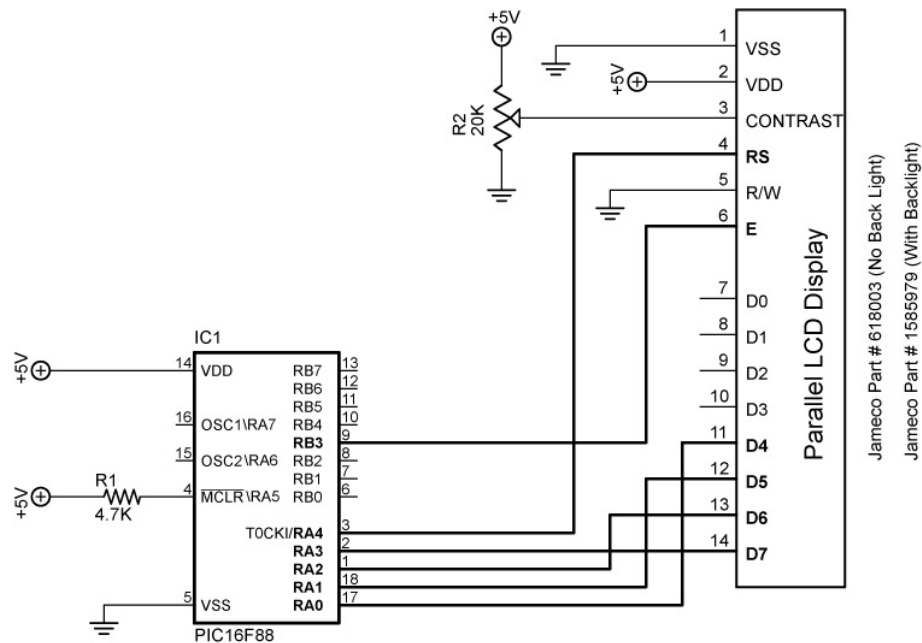 +5V
R2
20K
+5V
1 VSS
2 VDD
3 CONTRAST
4 RS
5 R/W
6 E
7 D0
8 D1
9 D2
10 D3
11 D4
12 D5
13 D6
14 D7
Parallel LCD Display
Jameco Part # 618003 (No Back Light)
Jameco Part # 1585979 (With Backlight)
IC1
+5V
14 VDD
16 OSC1\RA7
15 OSC2\RA6
+5V
R1
4.7K
4 MCLR\RA5
5 VSS
RB7 13
RB6 12
RB5 11
RB4 10
RB3 9
RB2 8
RB1 7
RB0 6
T0CKI/RA4 3
RA3 2
RA2 1
RA1 18
RA0 17
PIC16F88